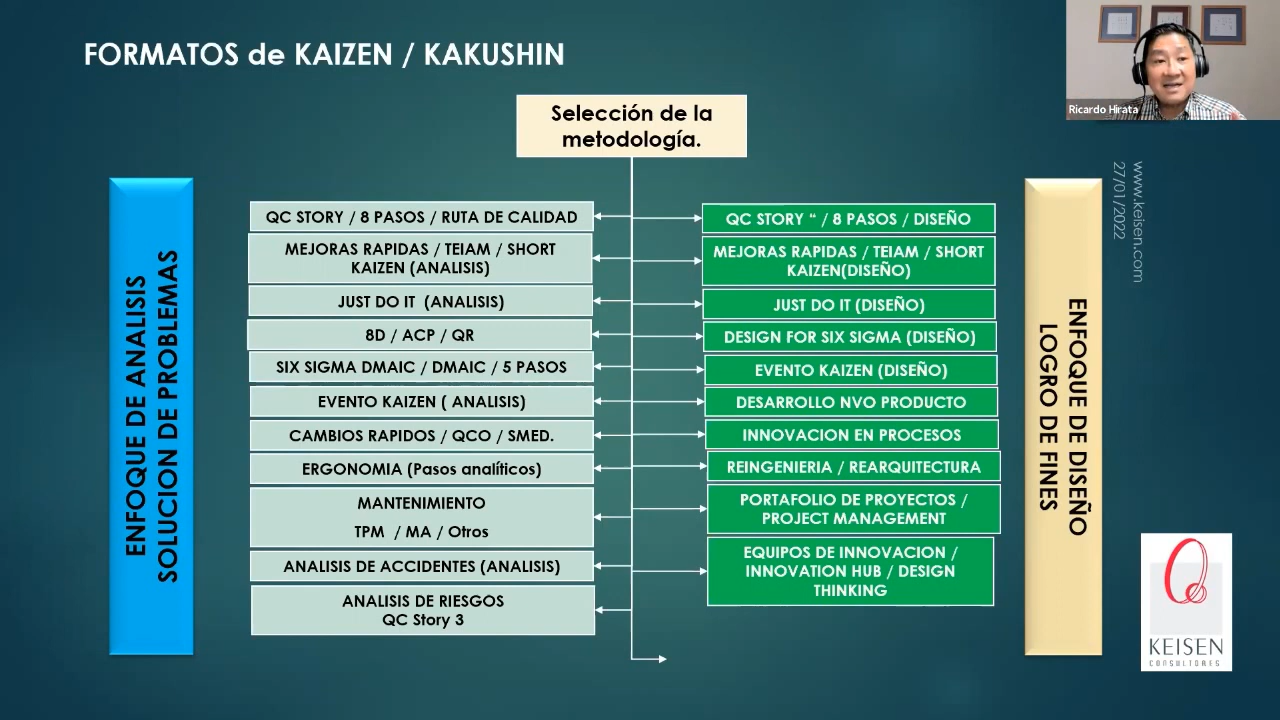 FORMATOS de KAIZEN / KAKUSHIN
Ricardo Hirata
Selección de la
metodología.
www.keisen.com
27/01/2022
ENFOQUE DE ANALISIS
SOLUCION DE PROBLEMAS
QC STORY / 8 PASOS / RUTA DE CALIDAD
MEJORAS RAPIDAS / TEIAM / SHORT
KAIZEN (ANALISIS)
JUST DO IT (ANALISIS)
8D / ACP / QR
SIX SIGMA DMAIC / DMAIC / 5 PASOS
EVENTO KAIZEN ( ANALISIS)
CAMBIOS RAPIDOS / QCO / SMED.
ERGONOMIA (Pasos analíticos)
MANTENIMIENTO
TPM / MA / Otros
ANALISIS DE ACCIDENTES (ANALISIS)
ANALISIS DE RIESGOS
QC Story 3
QC STORY “ / 8 PASOS / DISEÑO
MEJORAS RAPIDAS / TEIAM / SHORT
KAIZEN(DISEÑO)
JUST DO IT (DISEÑO)
DESIGN FOR SIX SIGMA (DISEÑO)
EVENTO KAIZEN (DISEÑO)
DESARROLLO NVO PRODUCTO
INNOVACION EN PROCESOS
REINGENIERIA / REARQUITECTURA
PORTAFOLIO DE PROYECTOS /
PROJECT MANAGEMENT
EQUIPOS DE INNOVACION /
INNOVATION HUB / DESIGN
THINKING
ENFOQUE DE DISEÑO
LOGRO DE FINES
KEISEN
CONSULTORES